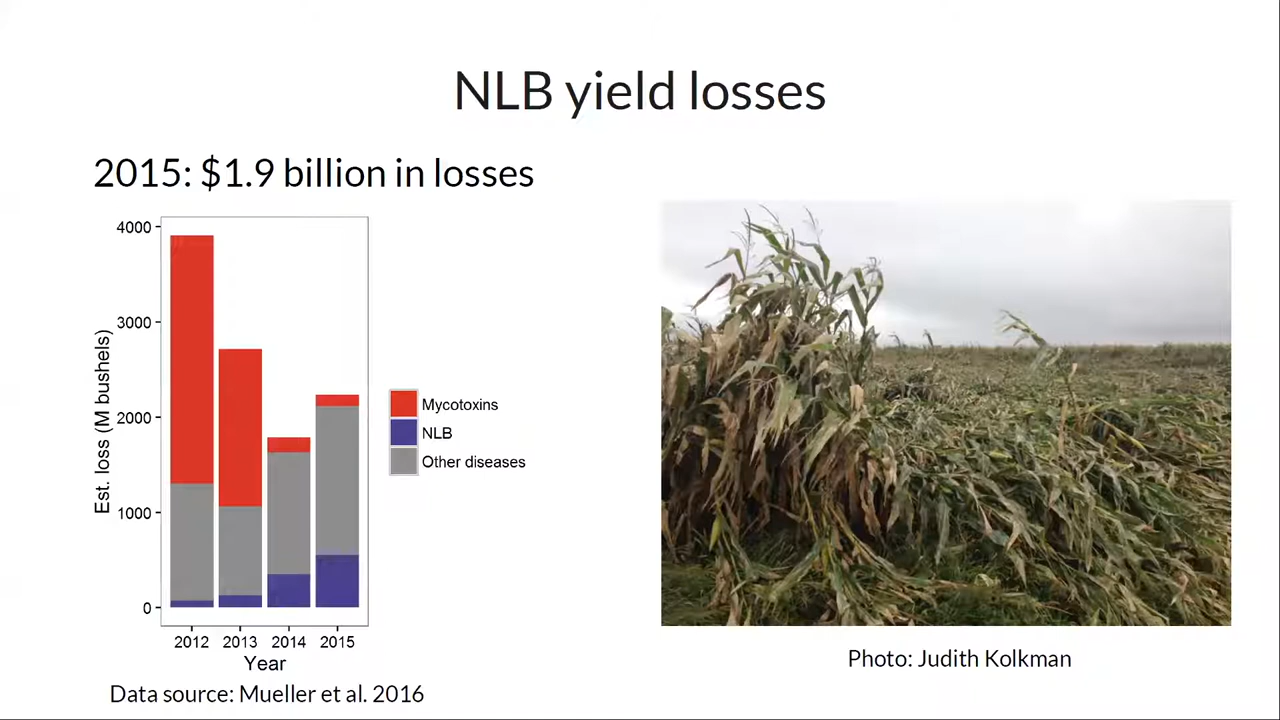 NLB yield losses
2015: $1.9 billion in losses
4000
3000
2000
1000
0
Est. loss (M bushels)
2012 2013 2014 2015
Year
Mycotoxins
NLB
Other diseases
Data source: Mueller et al. 2016
Photo: Judith Kolkman